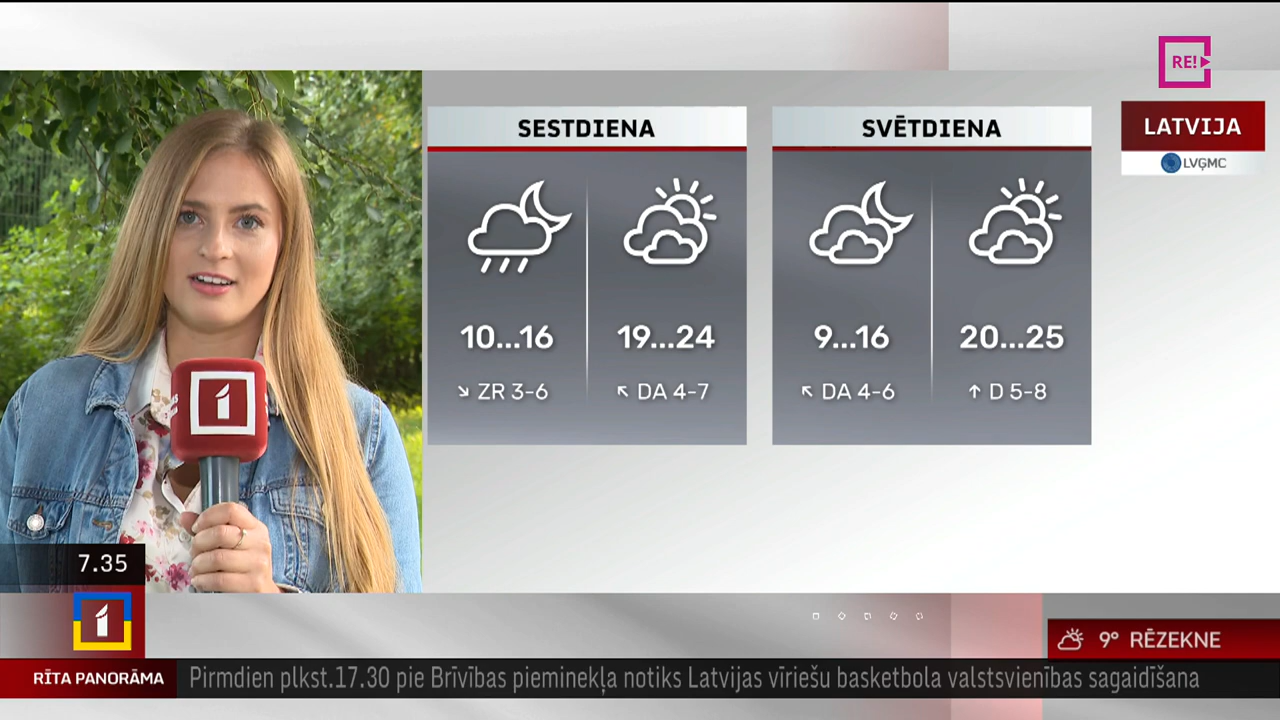 RE!
SESTDIENA
SVĒTDIENA
LATVIJA
LVĢMC
10...16
19...24
9...16
20...25
ZR 3-6
DA 4-7
DA 4-6
D 5-8
1
7.35
1
9° RĒZEKNE
RĪTA PANORĀMA
Pirmdien plkst.17.30 pie Brīvības pieminekļa notiks Latvijas vīriešu basketbola valstsvienības sagaidīšana